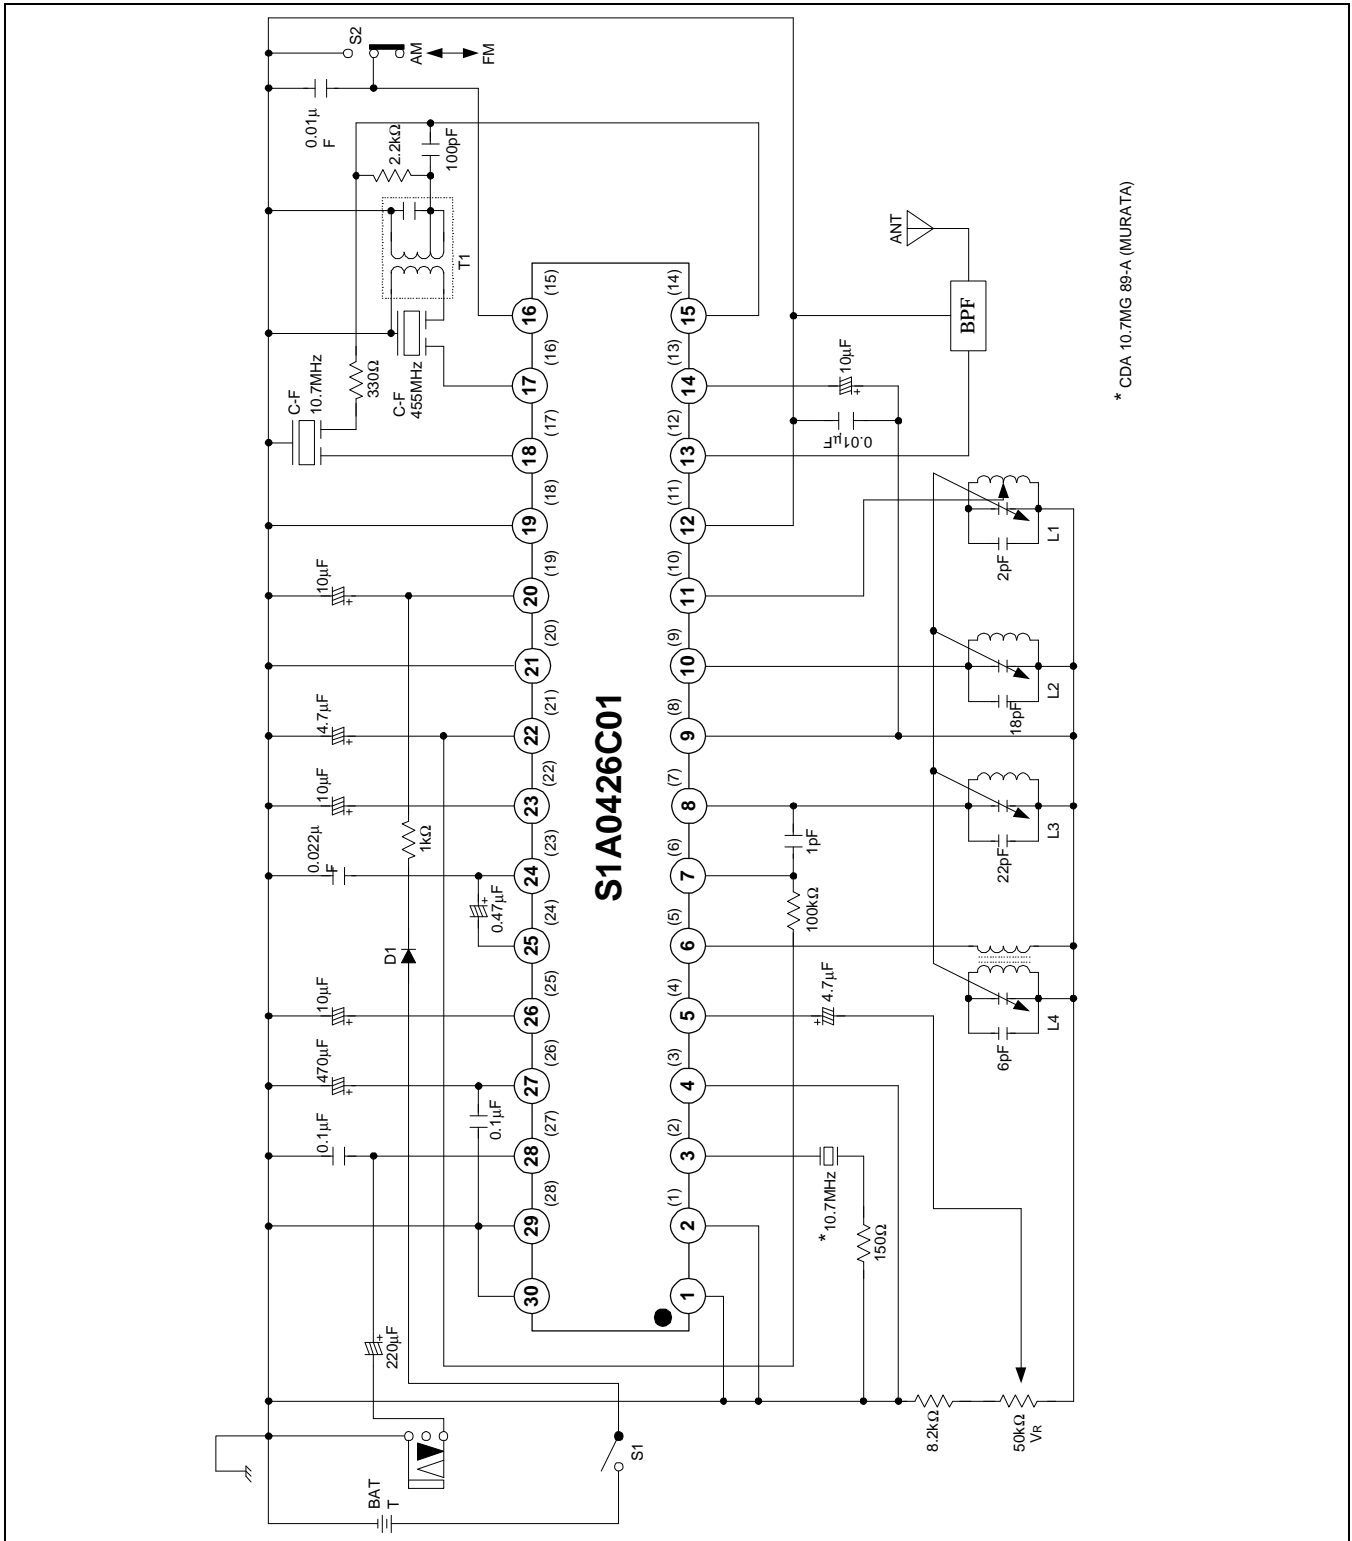 S2
AM
FM
0.01µ
F
2.2kΩ
100pF
T1
C-F
10.7MHz
330Ω
C-F
455MHz
10µF
4.7µF
10µF
0.022µ
F
1kΩ
0.47µF
D1
10µF
470µF
0.1µF
0.1µF
220µF
BAT
T
S1
S1A0426C01
16
(15)
17
(16)
18
(17)
19
(18)
20
(19)
21
(20)
22
(21)
23
(22)
24
(23)
25
(24)
26
(25)
27
(26)
28
(27)
29
(28)
30
15
(14)
14
(13)
13
(12)
12
(11)
11
(10)
10
(9)
9
(8)
8
(7)
7
(6)
6
(5)
5
(4)
4
(3)
3
(2)
2
(1)
1
ANT
BPF
10µF
0.01µF
1pF
100kΩ
4.7µF
* 10.7MHz
150Ω
2pF
L1
18pF
L2
22pF
L3
6pF
L4
8.2kΩ
50kΩ
VR
* CDA 10.7MG 89-A (MURATA)